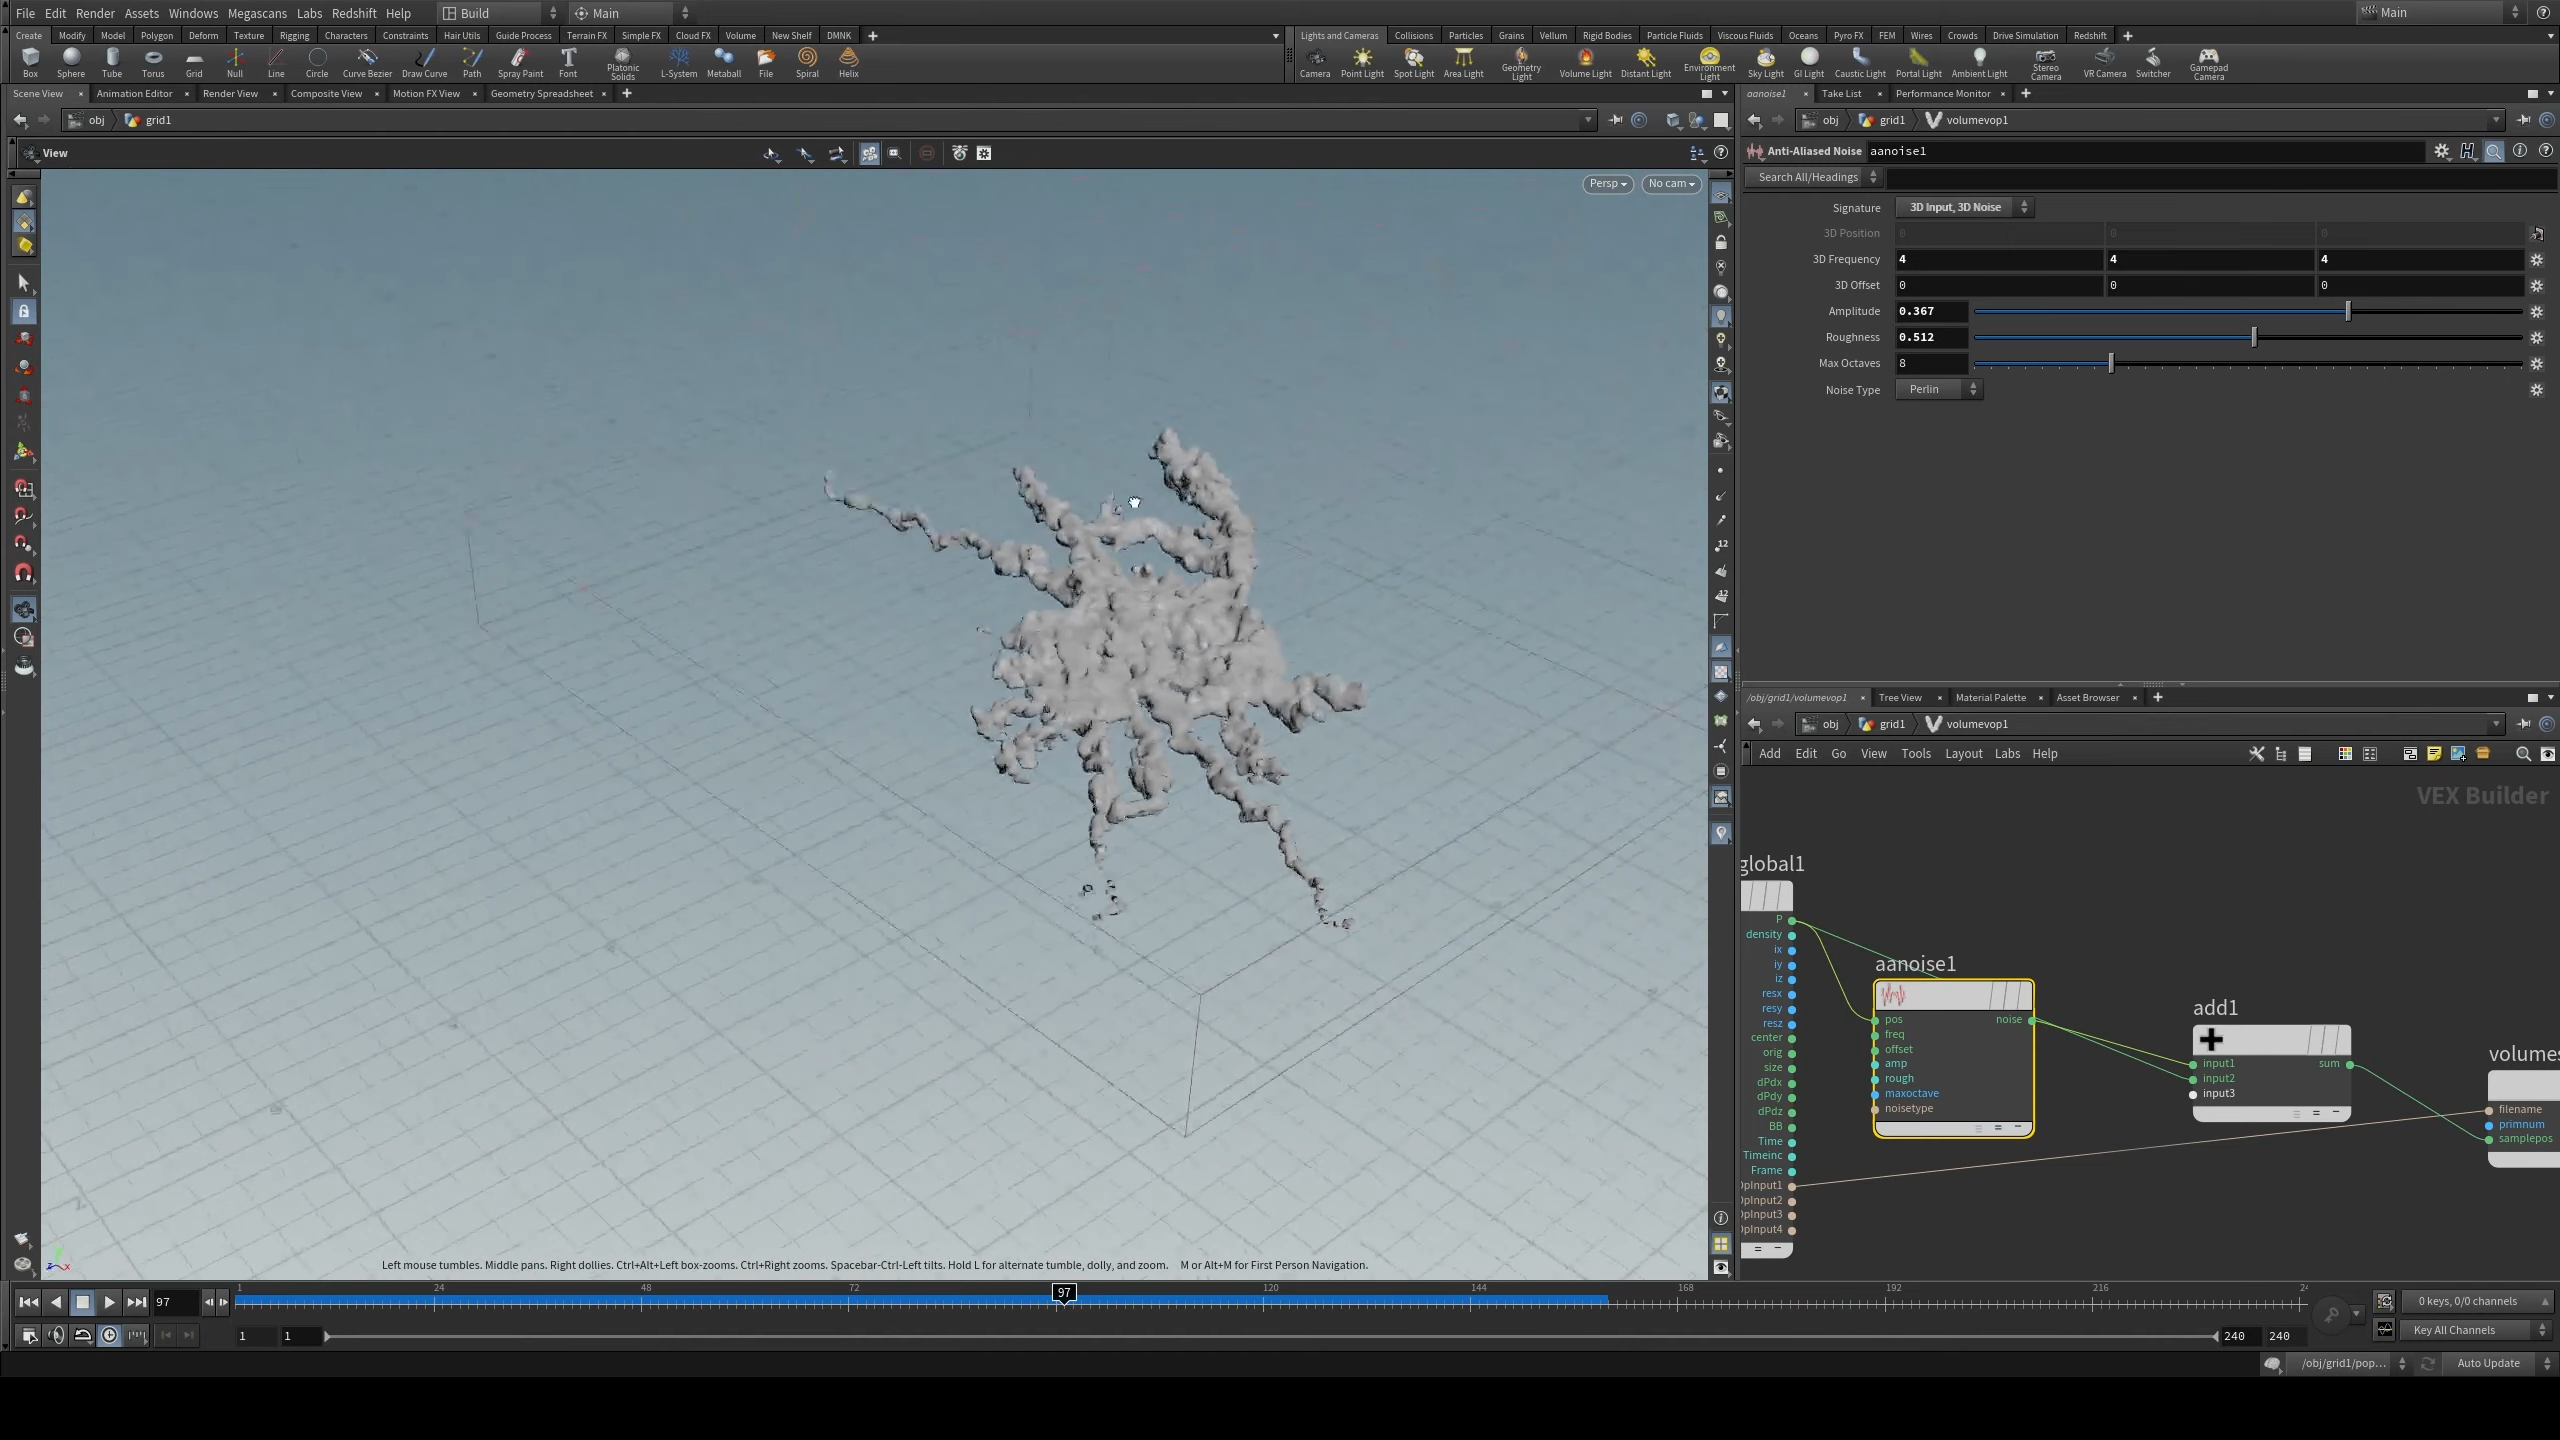 File Edit Render Assets Windows Megascans Labs Redshift Help Build Main Main
Create Modify Model Polygon Deform Texture Rigging Characters Constraints Hair Utils Guide Process Terrain FX Simple FX Cloud FX Volume New Shelf DMNK
Lights and Cameras Collisions Particles Grains Vellum Rigid Bodies Particle Fluids Viscous Fluids Oceans Pyro FX FEM Wires Crowds Drive Simulation Redshift
Box Sphere Tube Torus Grid Null Line Circle Curve Bezier Draw Curve Path Spray Paint Font Platonic Solids L-System Metaball File Spiral Helix
Camera Point Light Spot Light Area Light Geometry Light Volume Light Distant Light Environment Light Sky Light GI Light Caustic Light Portal Light Ambient Light Stereo Camera VR Camera Switcher Gamepad Camera
Scene View Animation Editor Render View Composite View Motion FX View Geometry Spreadsheet
aanoise1 Take List Performance Monitor
obj grid1
obj grid1 volumevop1
View
Anti-Aliased Noise aanoise1
Search All/Headings
Persp No cam
Signature 3D Input, 3D Noise
3D Position 0 0 0
3D Frequency 4 4 4
3D Offset 0 0 0
Amplitude 0.367
Roughness 0.512
Max Octaves 8
Noise Type Perlin
12
12
/obj/grid1/volumevop1 Tree View Material Palette Asset Browser
obj grid1 volumevop1
Add Edit Go View Tools Layout Labs Help
VEX Builder
global1
P
density
ix
iy
iz
resx
resy
resz
center
orig
size
dPdx
dPdy
dPdz
BB
Time
Timeinc
Frame
OpInput1
OpInput2
OpInput3
OpInput4
aanoise1
pos noise
freq
offset
amp
rough
maxoctave
noisetype
add1
input1 sum
input2
input3
volumes
filename
primnum
samplepos
Left mouse tumbles. Middle pans. Right dollies. Ctrl+Alt+Left box-zooms. Ctrl+Right zooms. Spacebar-Ctrl-Left tilts. Hold L for alternate tumble, dolly, and zoom. M or Alt+M for First Person Navigation.
97 1 24 48 72 97 120 144 168 192 216 24
0 keys, 0/0 channels
1 1 240 240
Key All Channels
/obj/grid1/pop... Auto Update